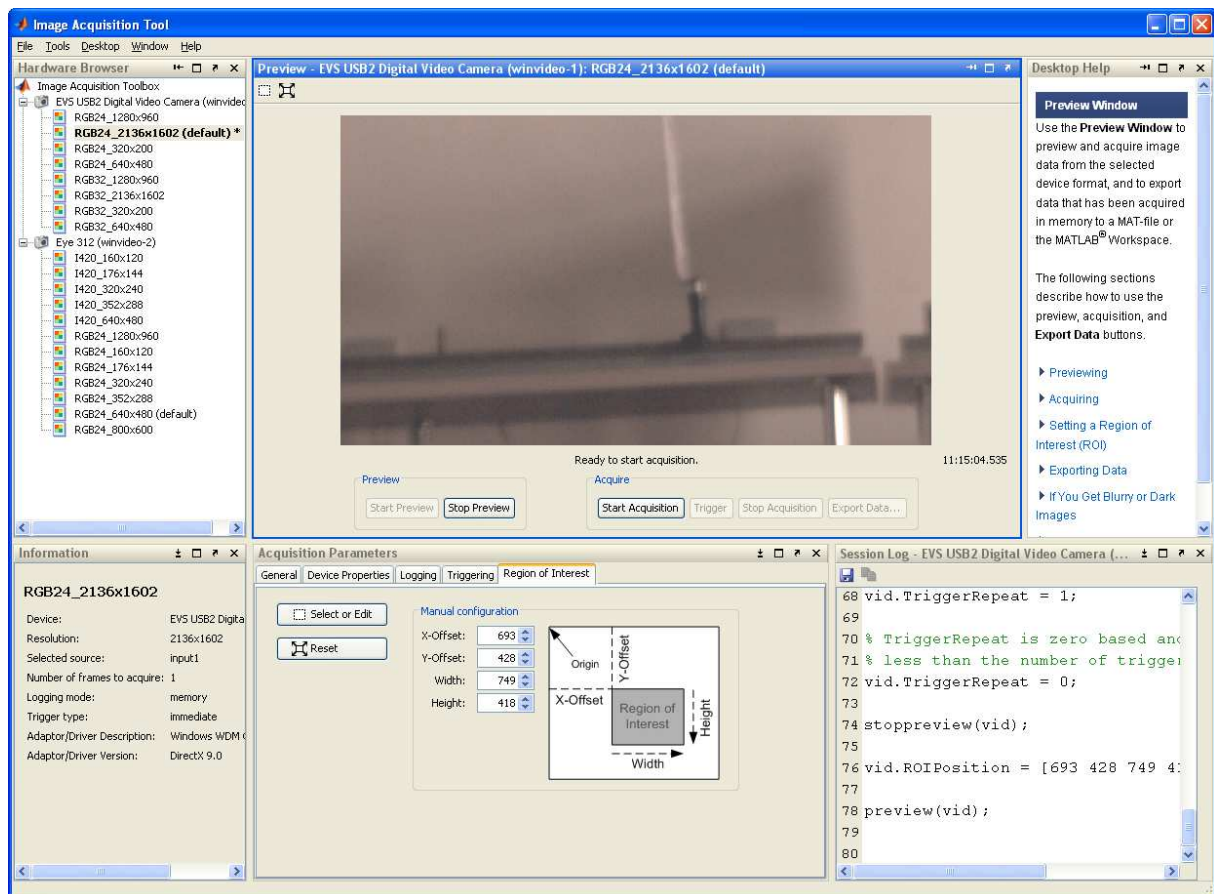 Image Acquisition Tool
File Tools Desktop Window Help
Hardware Browser
Image Acquisition Toolbox
EVS USB2 Digital Video Camera (winvideo
RGB24_1280x960
RGB24_2136x1602 (default) *
RGB24_320x200
RGB24_640x480
RGB32_1280x960
RGB32_2136x1602
RGB32_320x200
RGB32_640x480
Eye 312 (winvideo-2)
I420_160x120
I420_176x144
I420_320x240
I420_352x288
I420_640x480
RGB24_1280x960
RGB24_160x120
RGB24_176x144
RGB24_320x240
RGB24_352x288
RGB24_640x480 (default)
RGB24_800x600
Preview - EVS USB2 Digital Video Camera (winvideo-1): RGB24_2136x1602 (default)
Ready to start acquisition.
11:15:04.535
Preview
Start Preview Stop Preview
Acquire
Start Acquisition Trigger Stop Acquisition Export Data...
Desktop Help
Preview Window
Use the Preview Window to
preview and acquire image
data from the selected
device format, and to export
data that has been acquired
in memory to a MAT-file or
the MATLAB® Workspace.
The following sections
describe how to use the
preview, acquisition, and
Export Data buttons.
Previewing
Acquiring
Setting a Region of
Interest (ROI)
Exporting Data
If You Get Blurry or Dark
Images
Information
RGB24_2136x1602
Device: EVS USB2 Digita
Resolution: 2136x1602
Selected source: input1
Number of frames to acquire: 1
Logging mode: memory
Trigger type: immediate
Adaptor/Driver Description: Windows WDM
Adaptor/Driver Version: DirectX 9.0
Acquisition Parameters
General Device Properties Logging Triggering Region of Interest
Select or Edit
Reset
Manual configuration
X-Offset: 693
Y-Offset: 428
Width: 749
Height: 418
Origin
Y-Offset
X-Offset
Region of
Interest
Height
Width
Session Log - EVS USB2 Digital Video Camera (...
68 vid.TriggerRepeat = 1;
69
70 % TriggerRepeat is zero based and
71 % less than the number of trigger
72 vid.TriggerRepeat = 0;
73
74 stoppreview(vid);
75
76 vid.ROIPosition = [693 428 749 41
77
78 preview(vid);
79
80